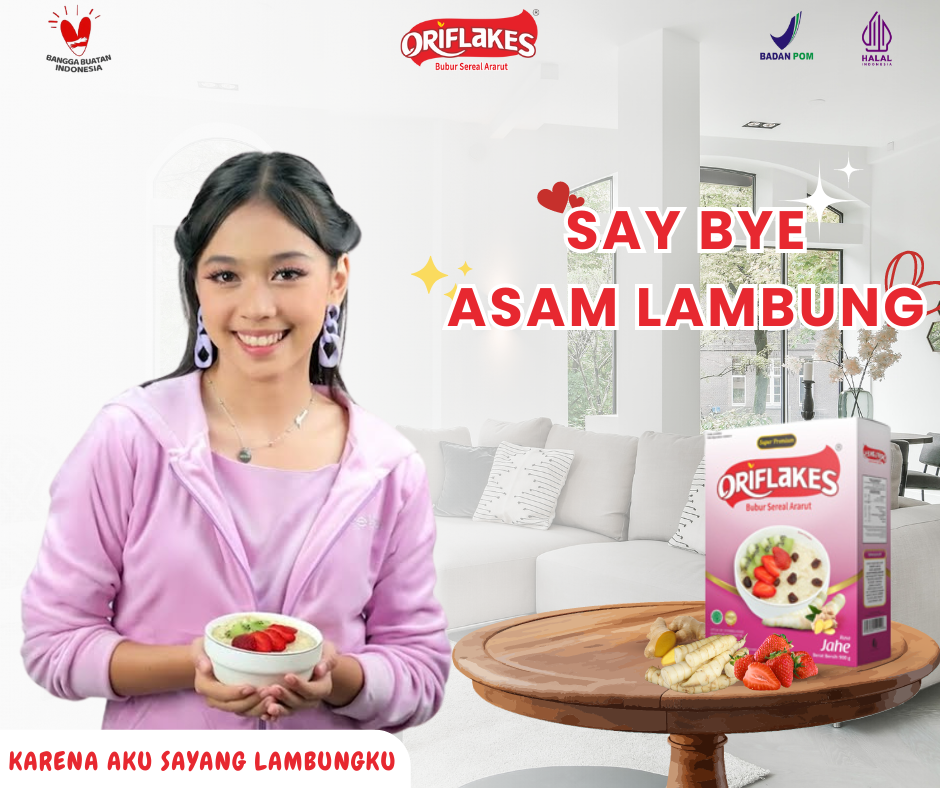 BANGGA BUATAN
INDONESIA
ORIFLAKES
Bubur Sereal Ararut
BADAN POM
HALAL
INDONESIA
SAY BYE
ASAM LAMBUNG
Super Premium
ORIFLAKES
Bubur Sereal Ararut
Rasa
Jahe
KARENA AKU SAYANG LAMBUNGKU